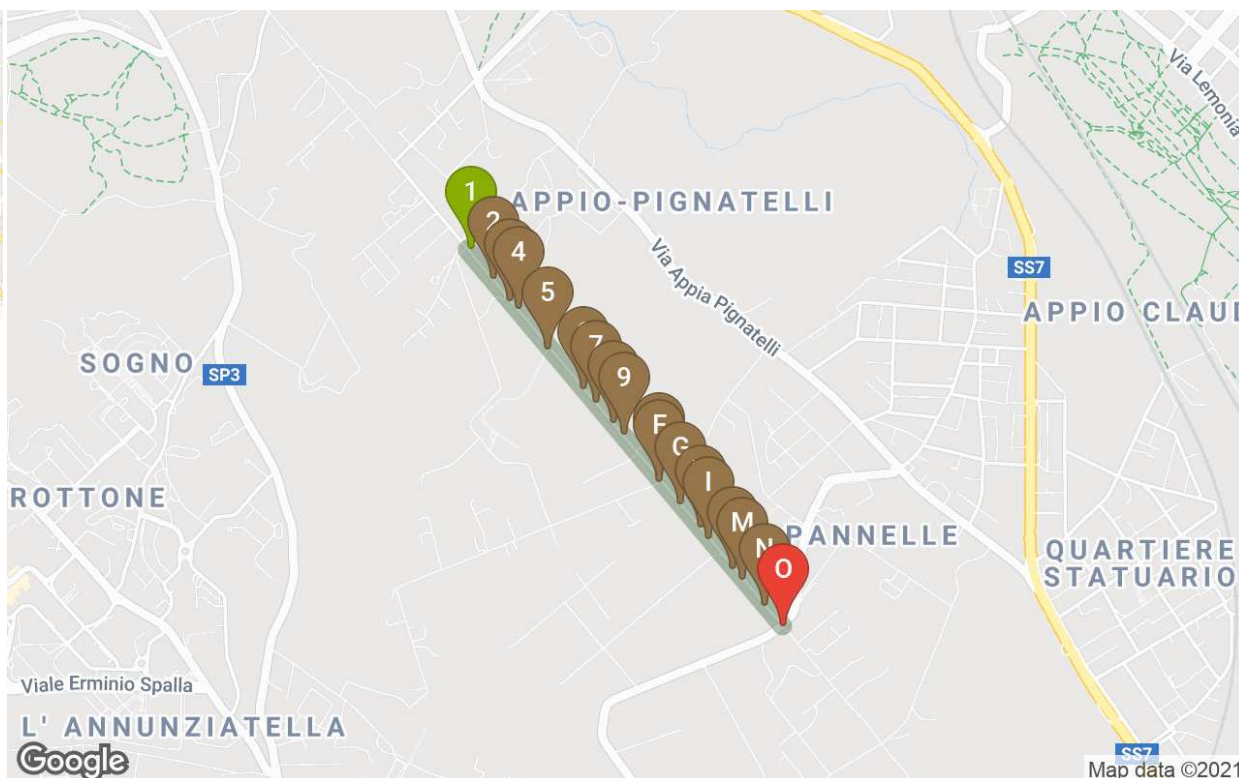 Via Lemonia
1
APPIO-PIGNATELLI
2
4
SS7
Via Appia Pignatelli
APPIO CLAUD
5
SOGNO
SP3
7
9
F
G
I
ROTTONE
M
PANNELLE
N
QUARTIERE
STATUARIO
O
Viale Erminio Spalla
L' ANNUNZIATELLA
SS7
Google
Map data ©2021